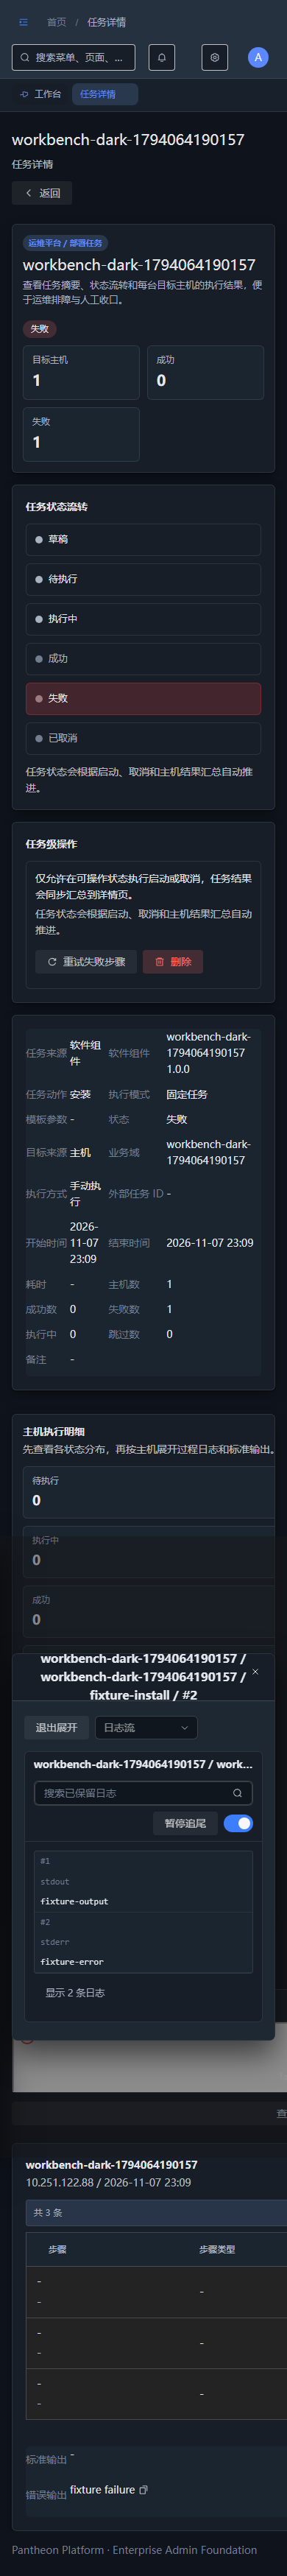 首页 / 任务详情
搜索菜单、页面、...
A
工作台 任务详情
workbench-dark-1794064190157
任务详情
返回
运维平台 / 部署任务
workbench-dark-1794064190157
查看任务摘要、状态流转和每台目标主机的执行结果，便
于运维排障与人工收口。
失败
目标主机
1
成功
0
失败
1
任务状态流转
草稿
待执行
执行中
成功
失败
已取消
任务状态会根据启动、取消和主机结果汇总自动推
进。
任务级操作
仅允许在可操作状态执行启动或取消，任务结果
会同步汇总到详情页。
任务状态会根据启动、取消和主机结果汇总自动
推进。
重试失败步骤 删除
任务来源 软件组件 软件组件 workbench-dark-1794064190157 1.0.0
任务动作 安装 执行模式 固定任务
模板参数 - 状态 失败
目标来源 主机 业务域 workbench-dark-1794064190157
执行方式 手动执行 外部任务 ID -
开始时间 2026-11-07 23:09 结束时间 2026-11-07 23:09
耗时 - 主机数 1
成功数 0 失败数 1
执行中 0 跳过数 0
备注 -
主机执行明细
先查看各状态分布，再按主机展开过程日志和标准输出。
待执行
0
执行中
0
成功
0
workbench-dark-1794064190157 /
workbench-dark-1794064190157 /
fixture-install / #2
退出展开 日志流
workbench-dark-1794064190157 / work...
搜索已保留日志
暂停追尾
#1
stdout
fixture-output
#2
stderr
fixture-error
显示 2 条日志
查
workbench-dark-1794064190157
10.251.122.88 / 2026-11-07 23:09
共 3 条
步骤 步骤类型
-
- -
-
- -
-
- -
标准输出 -
错误输出 fixture failure
Pantheon Platform · Enterprise Admin Foundation